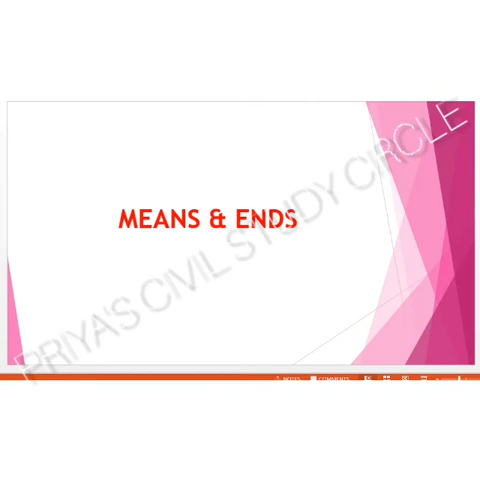 MEANS & ENDS
PRIYA'S CIVIL STUDY CIRCLE
NOTES COMMENTS